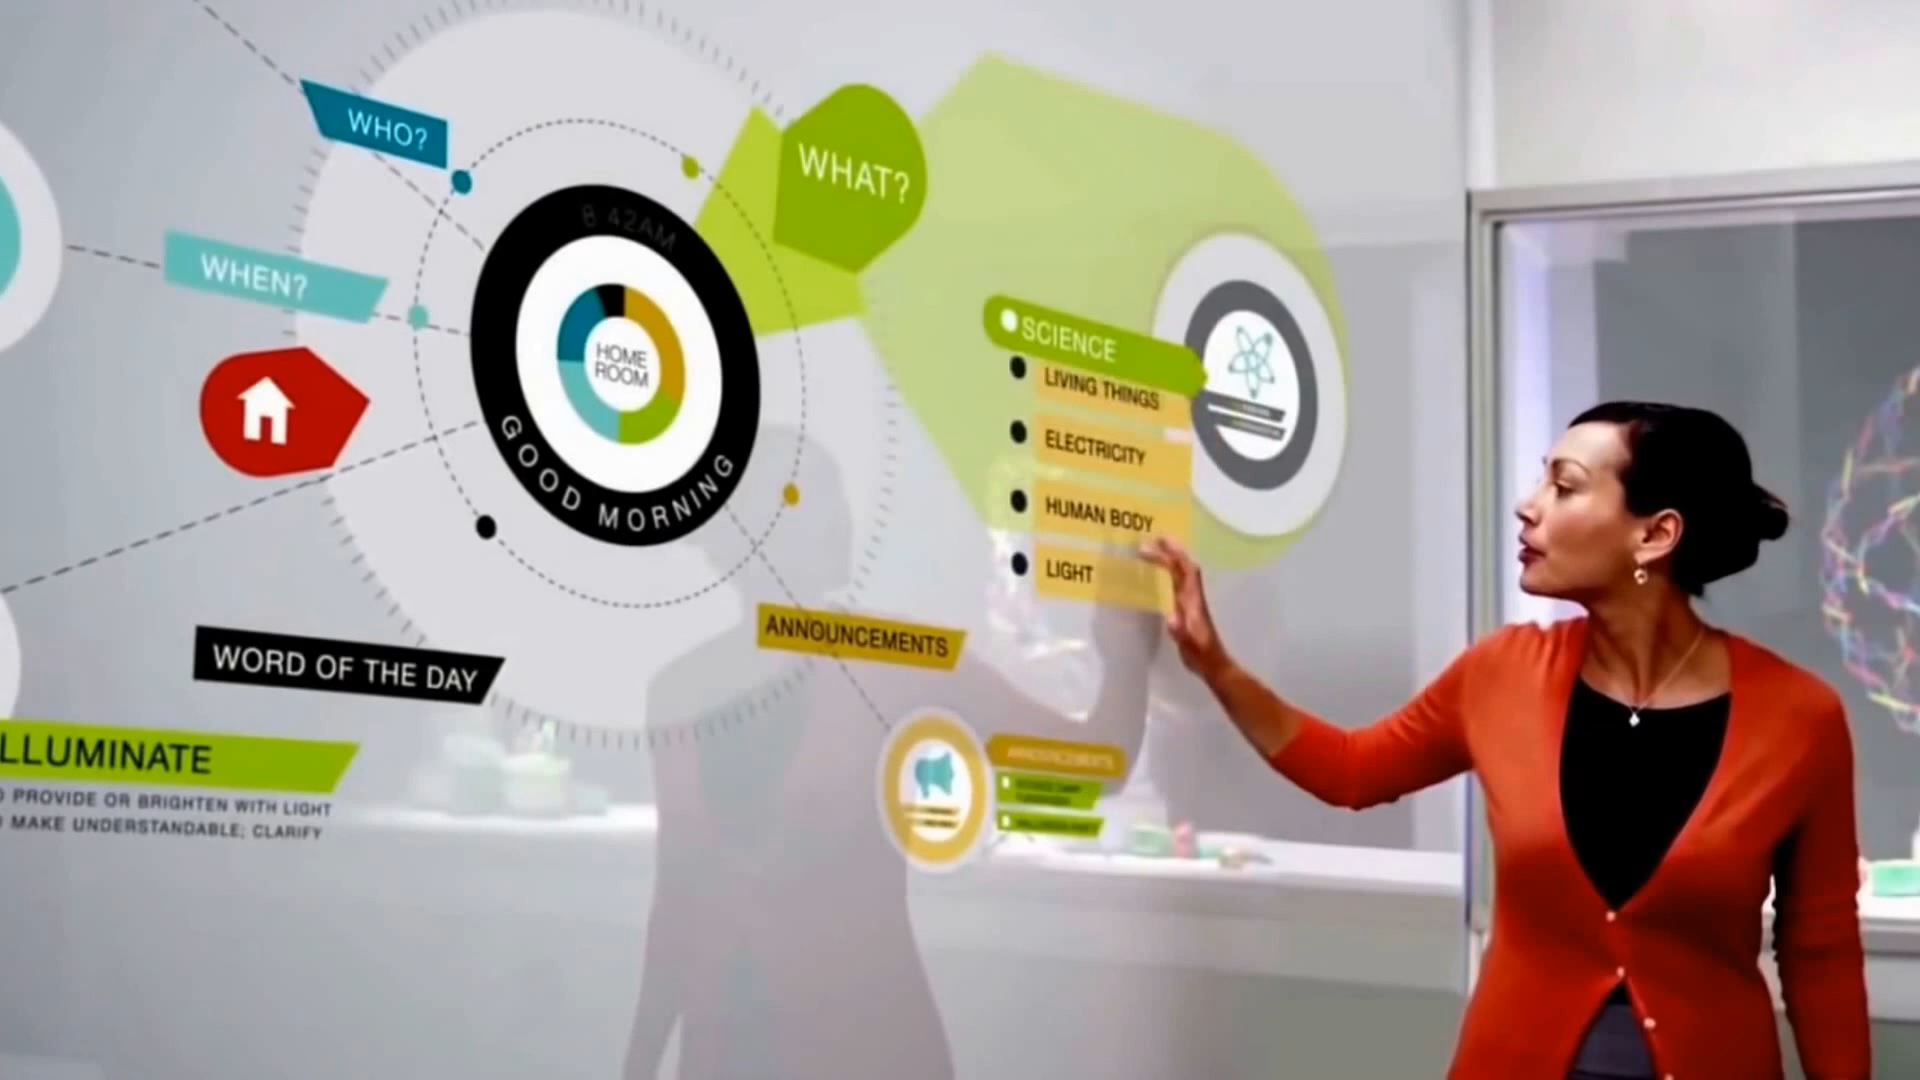 WHO?
WHAT?
8 42AM
WHEN?
HOME
ROOM
GOOD MORNING
SCIENCE
LIVING THINGS
ELECTRICITY
HUMAN BODY
LIGHT
WORD OF THE DAY
ANNOUNCEMENTS
LLUMINATE
PROVIDE OR BRIGHTEN WITH LIGHT
MAKE UNDERSTANDABLE; CLARIFY
ANNOUNCEMENTS